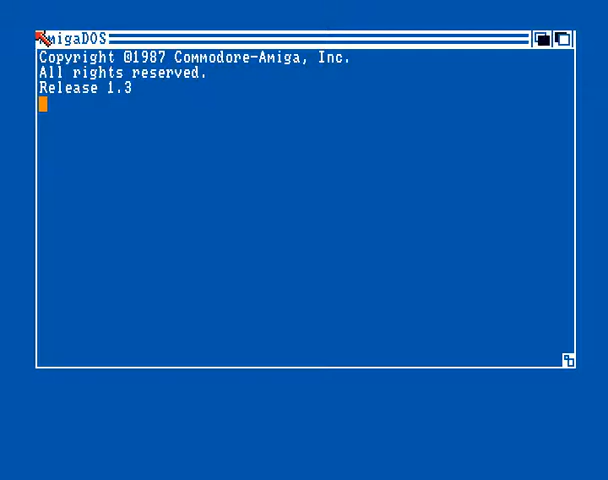 AmigaDOS
Copyright ©1987 Commodore-Amiga, Inc.
All rights reserved.
Release 1.3